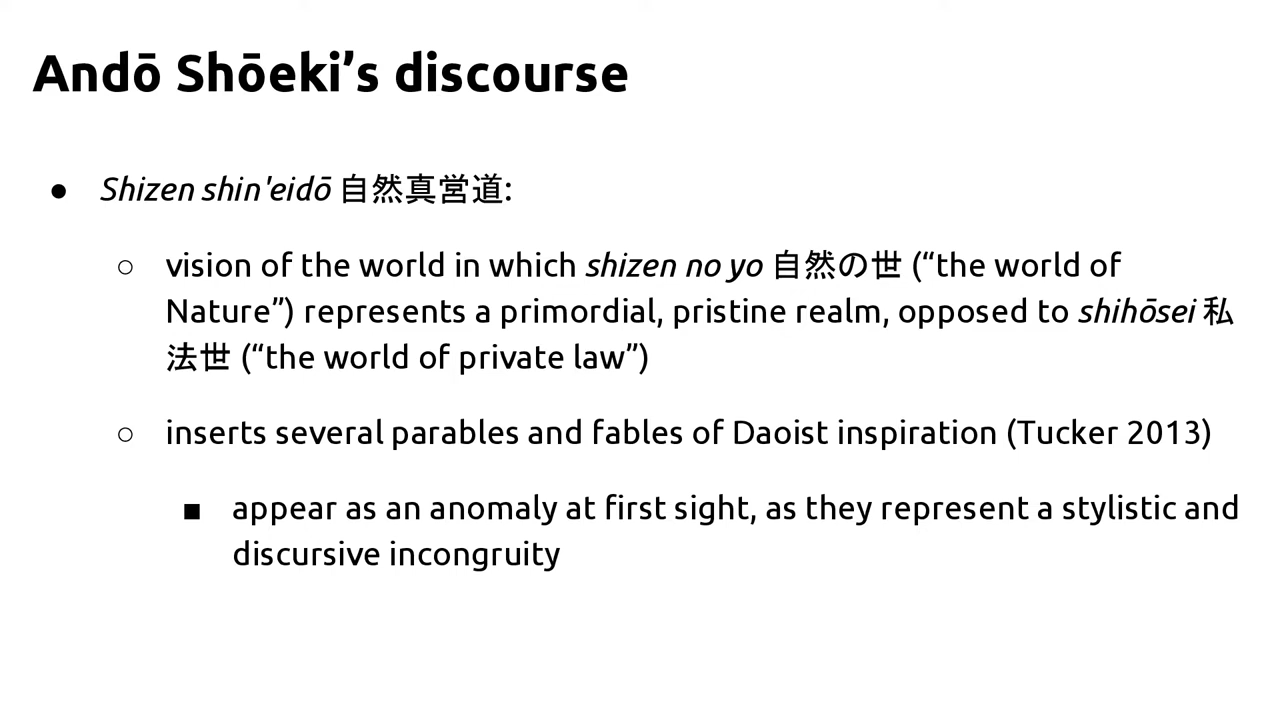 Andō Shōeki’s discourse
● Shizen shin'eidō 自然真営道:
○ vision of the world in which shizen no yo 自然の世 (“the world of
Nature”) represents a primordial, pristine realm, opposed to shihōsei 私
法世 (“the world of private law”)
○ inserts several parables and fables of Daoist inspiration (Tucker 2013)
■ appear as an anomaly at first sight, as they represent a stylistic and
discursive incongruity